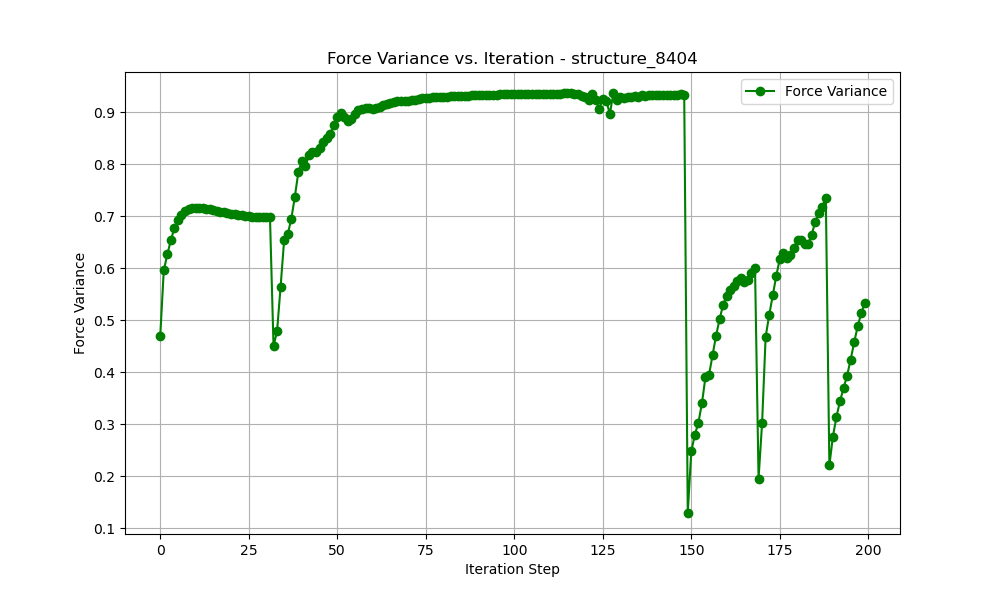 Force Variance vs. Iteration - structure_8404
Force Variance
Force Variance
0.9
0.8
0.7
0.6
0.5
0.4
0.3
0.2
0.1
0 25 50 75 100 125 150 175 200
Iteration Step